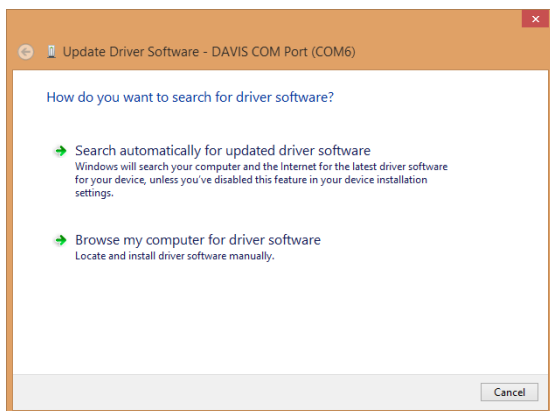 Update Driver Software - DAVIS COM Port (COM6)
How do you want to search for driver software?
Search automatically for updated driver software
Windows will search your computer and the Internet for the latest driver software
for your device, unless you've disabled this feature in your device installation
settings.
Browse my computer for driver software
Locate and install driver software manually.
Cancel